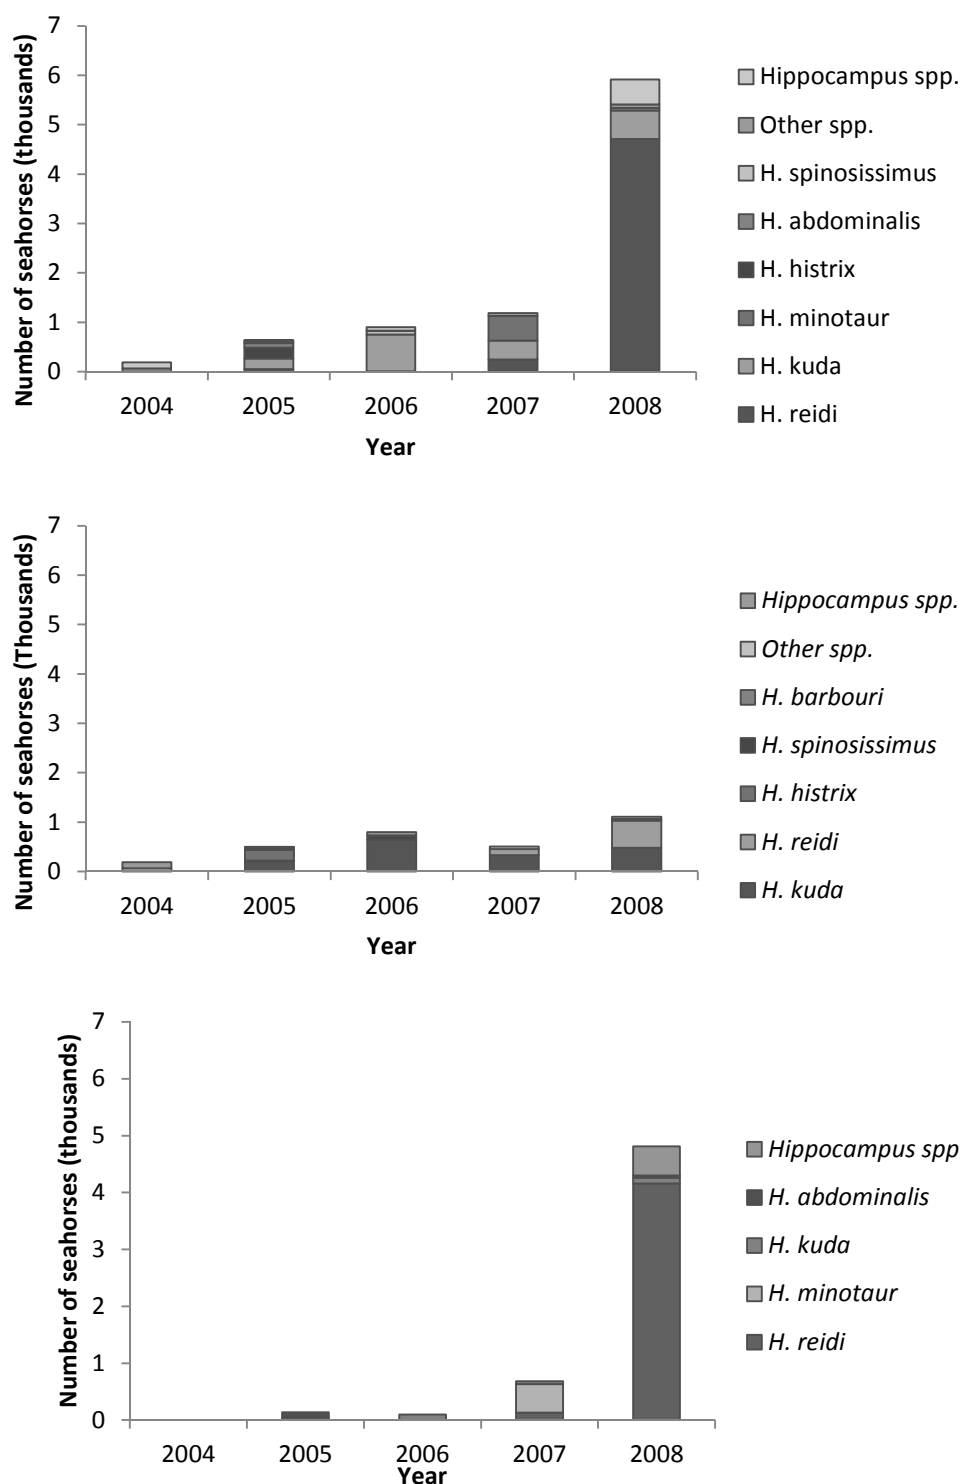 Number of seahorses (thousands)
7
6
5
4
3
2
1
0
2004 2005 2006 2007 2008
Year
Hippocampus spp.
Other spp.
H. spinosissimus
H. abdominalis
H. histrix
H. minotaur
H. kuda
H. reidi
Number of seahorses (Thousands)
7
6
5
4
3
2
1
0
2004 2005 2006 2007 2008
Year
Hippocampus spp.
Other spp.
H. barbouri
H. spinosissimus
H. histrix
H. reidi
H. kuda
Number of seahorses (thousands)
7
6
5
4
3
2
1
0
2004 2005 2006 2007 2008
Year
Hippocampus spp
H. abdominalis
H. kuda
H. minotaur
H. reidi